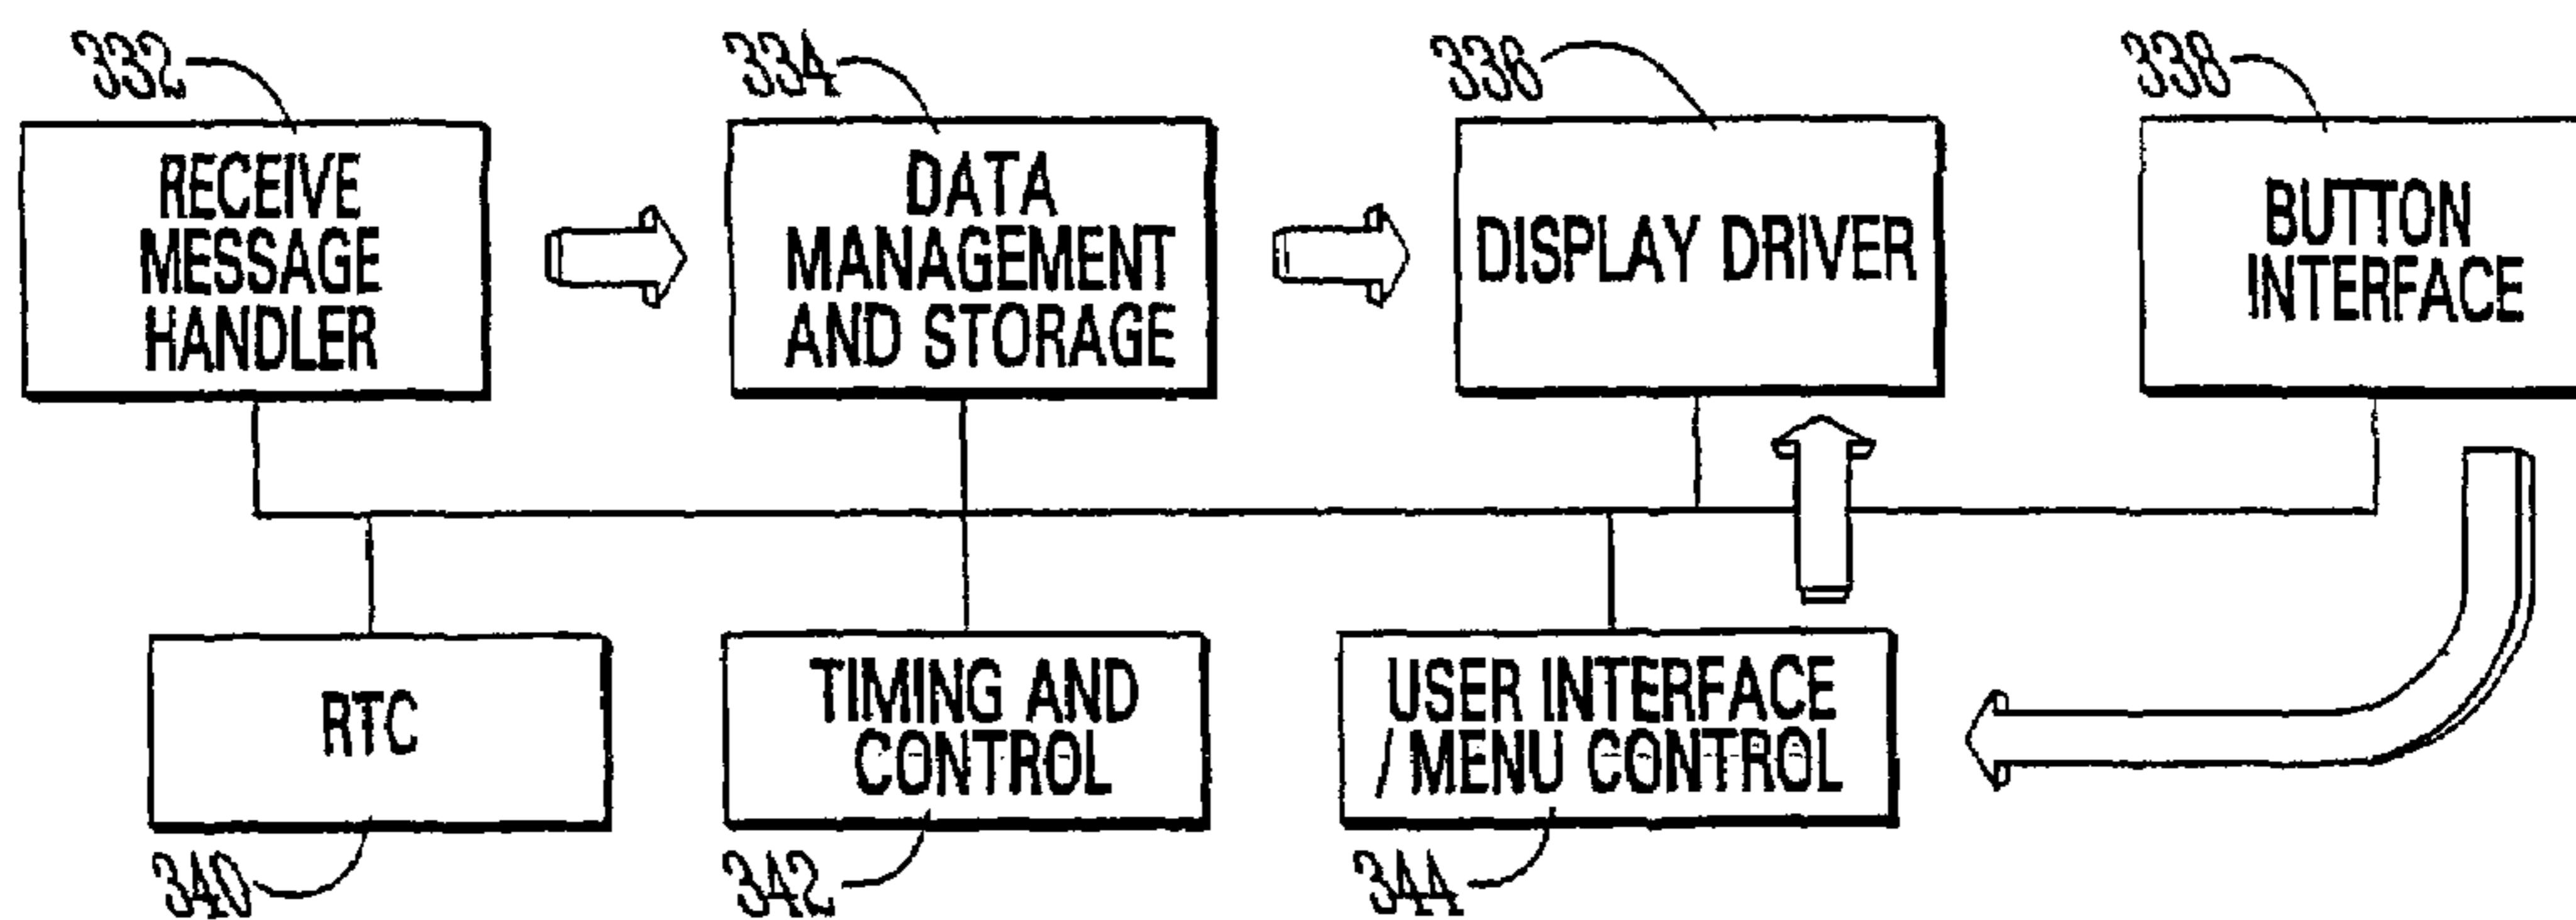 332
334
336
338
RECEIVE
MESSAGE
HANDLER
DATA
MANAGEMENT
AND STORAGE
DISPLAY DRIVER
BUTTON
INTERFACE
RTC
TIMING AND
CONTROL
USER INTERFACE
/ MENU CONTROL
340
342
344